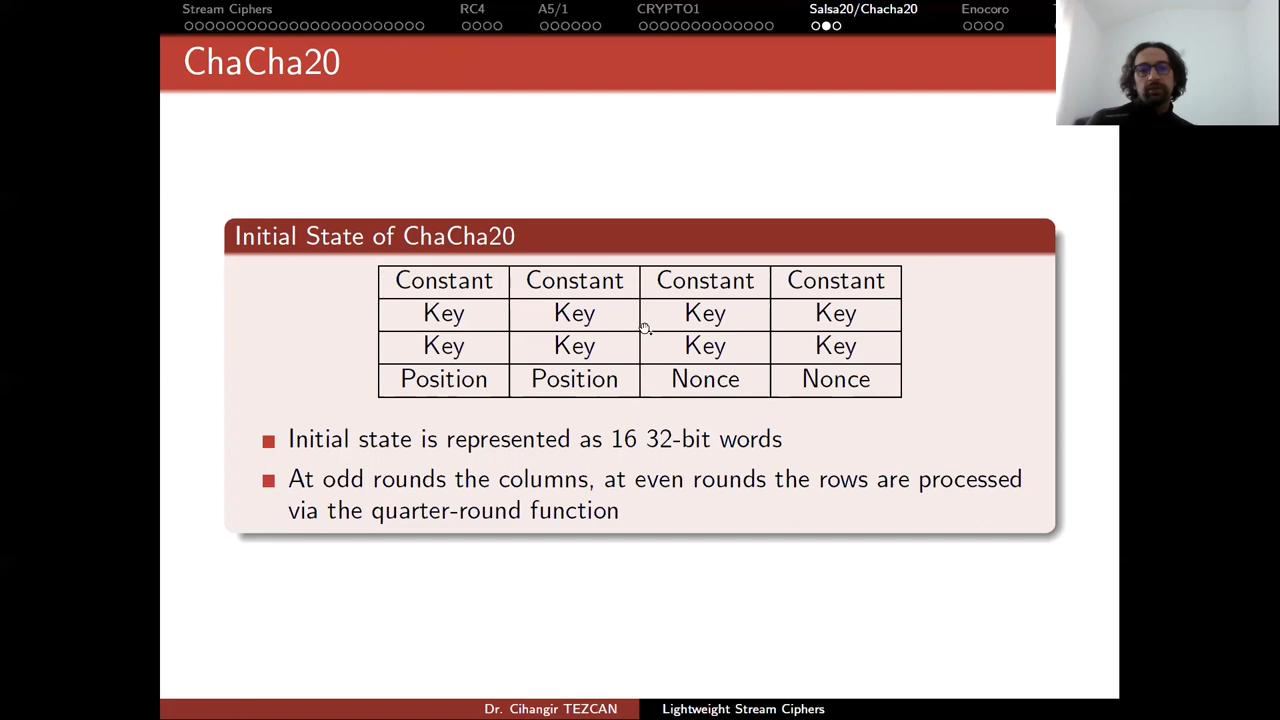 Stream Ciphers RC4 A5/1 CRYPTO1 Salsa20/Chacha20 Enocoro
ChaCha20
Initial State of ChaCha20
Constant Constant Constant Constant
Key Key Key Key
Key Key Key Key
Position Position Nonce Nonce
Initial state is represented as 16 32-bit words
At odd rounds the columns, at even rounds the rows are processed
via the quarter-round function
Dr. Cihangir TEZCAN Lightweight Stream Ciphers